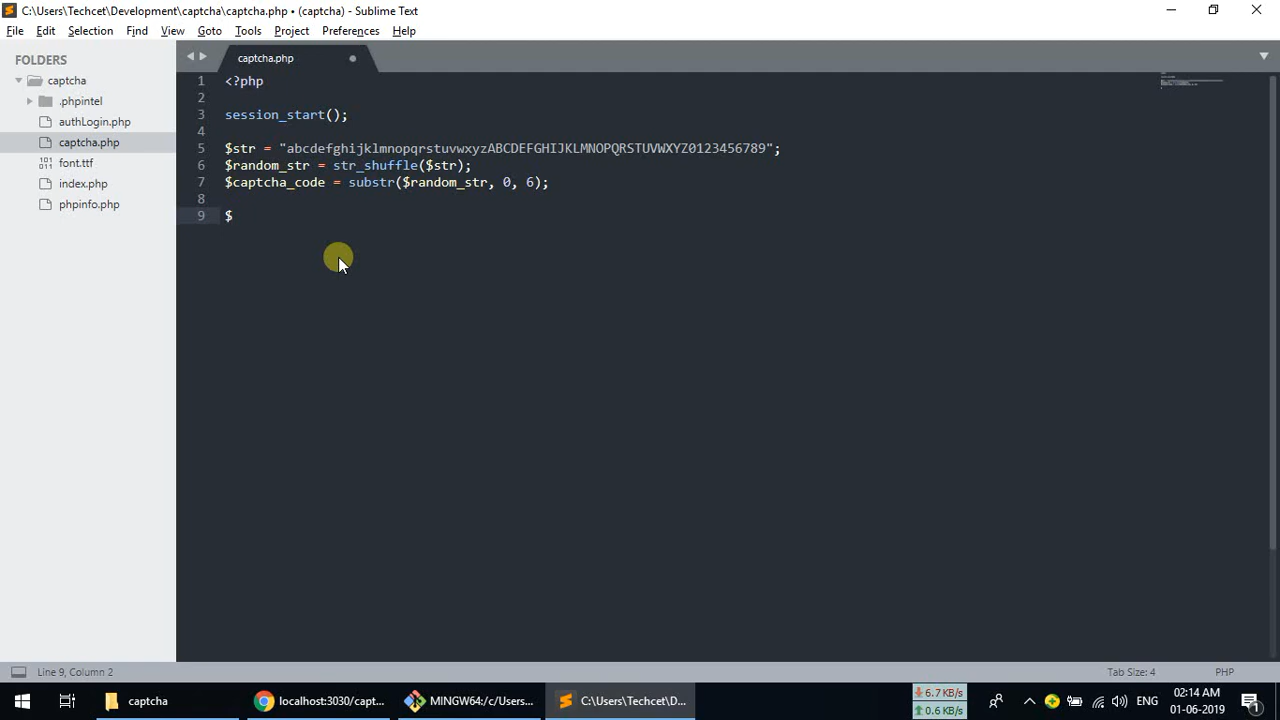 C:\Users\Techcet\Development\captcha\captcha.php • (captcha) - Sublime Text
File Edit Selection Find View Goto Tools Project Preferences Help
FOLDERS
captcha
.phpintel
authLogin.php
captcha.php
font.ttf
index.php
phpinfo.php
captcha.php
1 <?php
2
3 session_start();
4
5 $str = "abcdefghijklmnopqrstuvwxyzABCDEFGHIJKLMNOPQRSTUVWXYZ0123456789";
6 $random_str = str_shuffle($str);
7 $captcha_code = substr($random_str, 0, 6);
8
9 $
Line 9, Column 2
Tab Size: 4
PHP
captcha
localhost:3030/capt...
MINGW64:/c/Users...
C:\Users\Techcet\D...
6.7 KB/s
0.6 KB/s
ENG
02:14 AM
01-06-2019
1